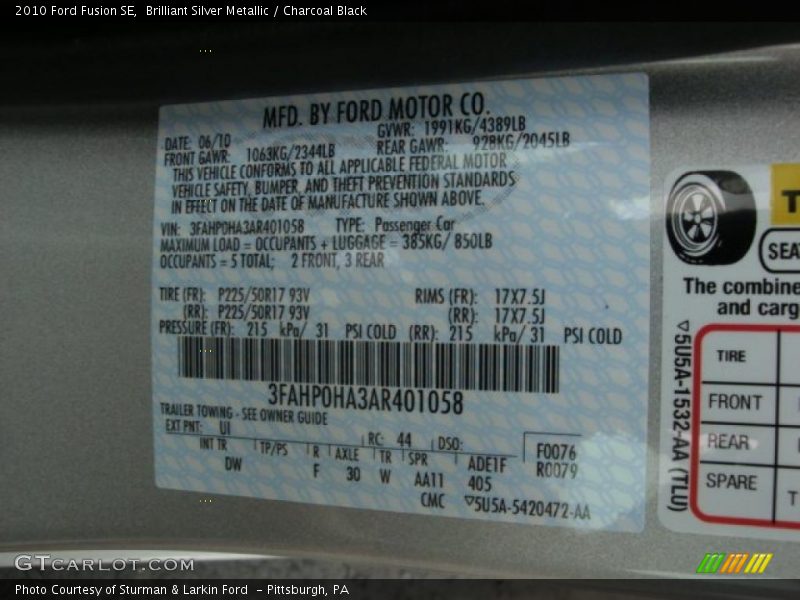 2010 Ford Fusion SE, Brilliant Silver Metallic / Charcoal Black
MFD. BY FORD MOTOR CO.
DATE: 06/10 GVWR: 1991KG/4389LB
FRONT GAWR: 1063KG/2344LB REAR GAWR: 928KG/2045LB
THIS VEHICLE CONFORMS TO ALL APPLICABLE FEDERAL MOTOR
VEHICLE SAFETY, BUMPER, AND THEFT PREVENTION STANDARDS
IN EFFECT ON THE DATE OF MANUFACTURE SHOWN ABOVE.
VIN: 3FAHP0HA3AR401058 TYPE: Passenger Car
MAXIMUM LOAD = OCCUPANTS + LUGGAGE = 385KG/ 850LB
OCCUPANTS = 5 TOTAL; 2 FRONT, 3 REAR
TIRE (FR): P225/50R17 93V RIMS (FR): 17X7.5J
(RR): P225/50R17 93V (RR): 17X7.5J
PRESSURE (FR): 215 kPa/ 31 PSI COLD (RR): 215 kPa/ 31 PSI COLD
3FAHP0HA3AR401058
TRAILER TOWING - SEE OWNER GUIDE
EXT PNT: UI RC: 44 DSO:
INT TR TP/PS R AXLE TR SPR ADEIF F0076
DW F 30 W AA11 405 R0079
CMC ▽5U5A-5420472-AA
T
SEA
The combine
and carg
▽5U5A-1532-AA (TLU)
TIRE
FRONT
REAR
SPARE T
GTCARLOT.COM
Photo Courtesy of Sturman & Larkin Ford - Pittsburgh, PA